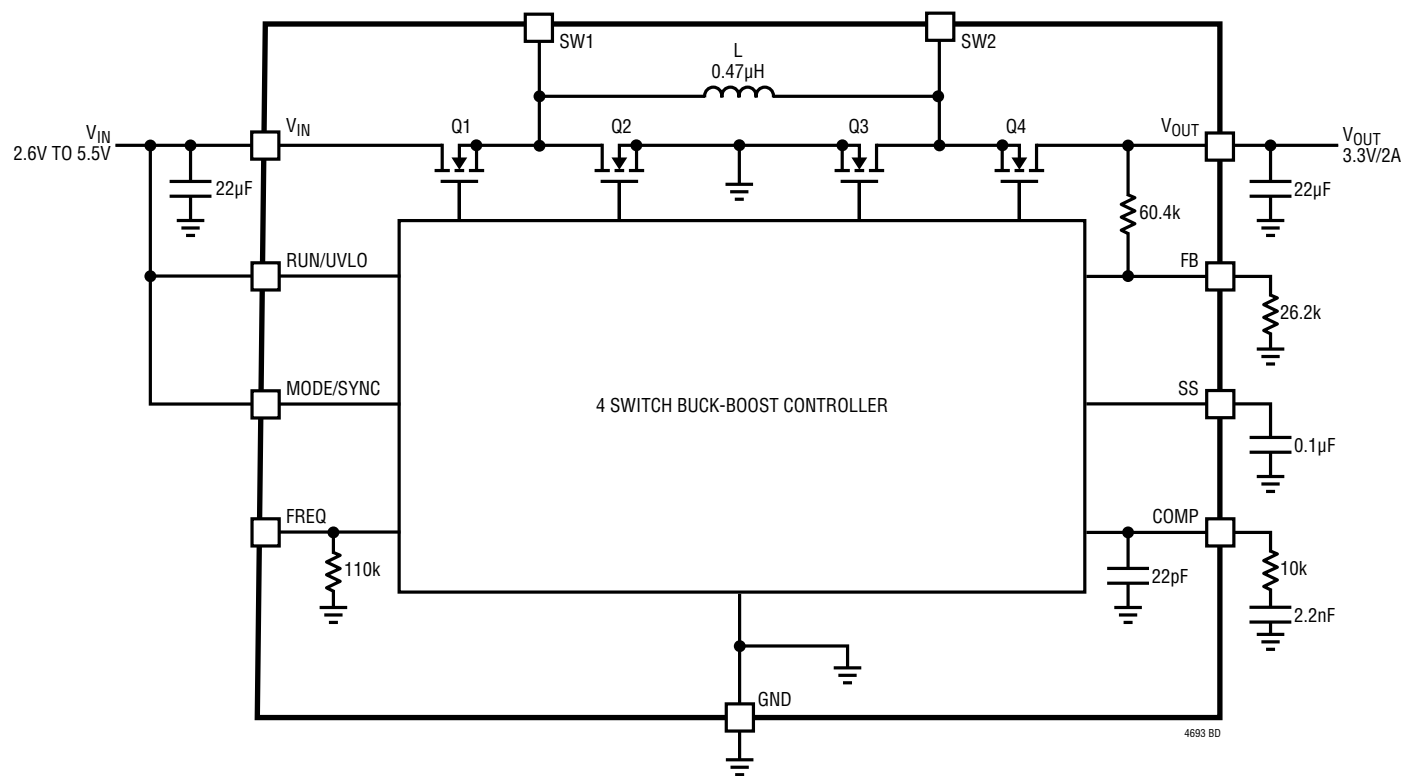 SW1
SW2
L
0.47µH
VIN
2.6V TO 5.5V
VIN
Q1
Q2
Q3
Q4
VOUT
VOUT
3.3V/2A
22µF
22µF
60.4k
RUN/UVLO
FB
26.2k
MODE/SYNC
4 SWITCH BUCK-BOOST CONTROLLER
SS
0.1µF
FREQ
COMP
110k
22pF
10k
2.2nF
GND
4693 BD